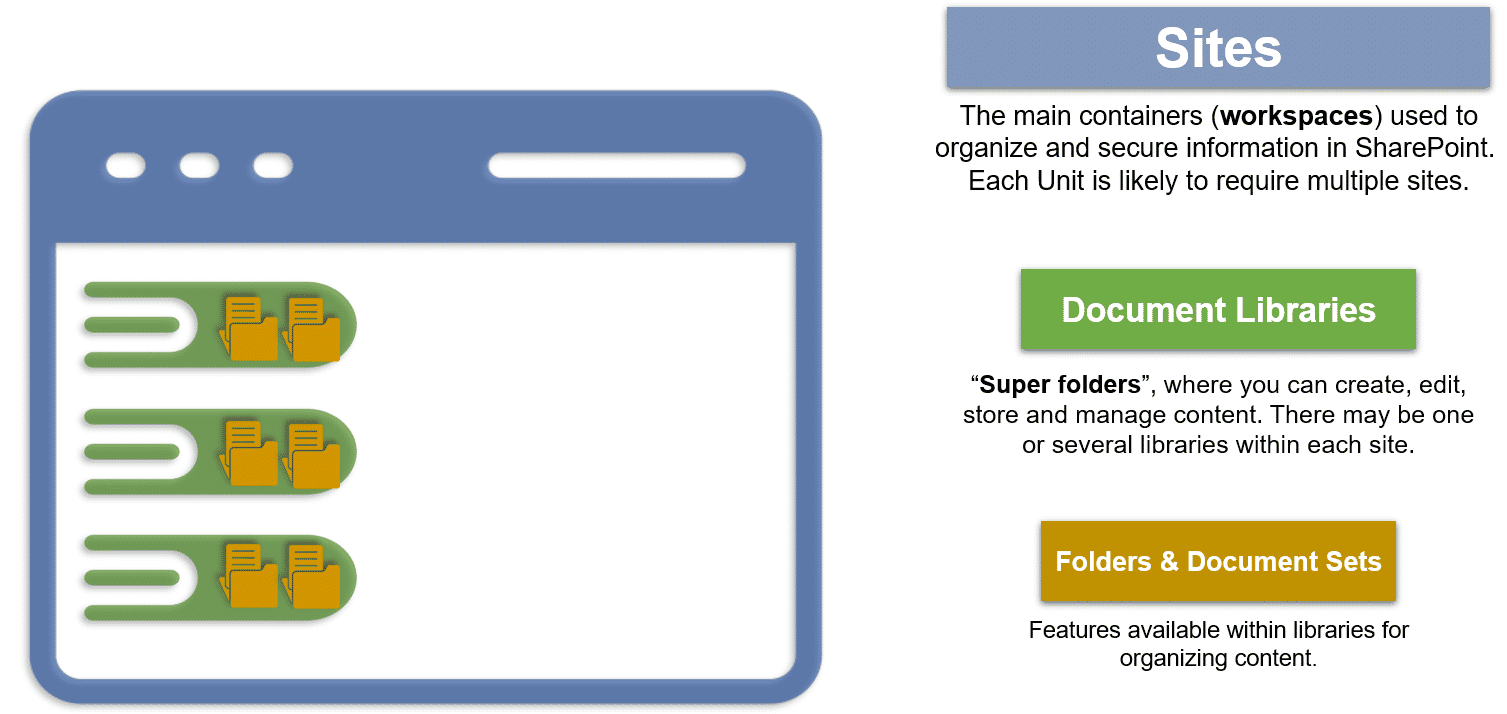 Sites
The main containers (workspaces) used to
organize and secure information in SharePoint.
Each Unit is likely to require multiple sites.
Document Libraries
“Super folders”, where you can create, edit,
store and manage content. There may be one
or several libraries within each site.
Folders & Document Sets
Features available within libraries for
organizing content.